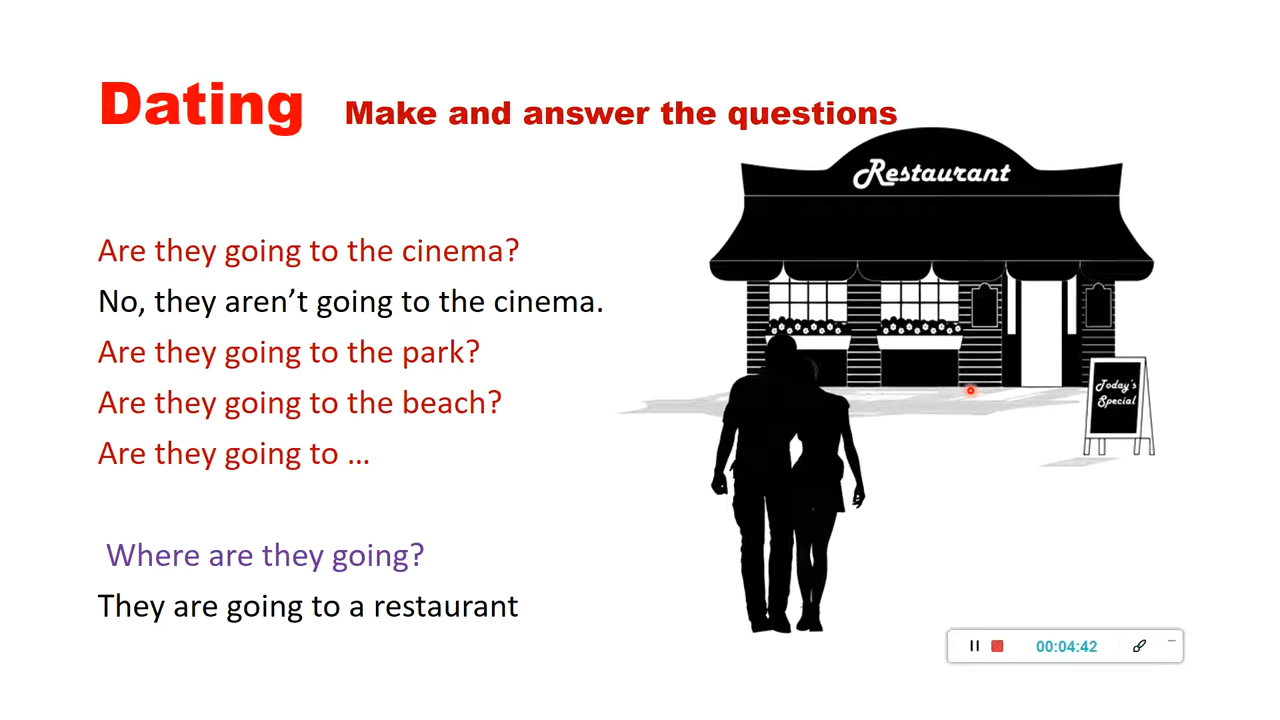 Dating Make and answer the questions
Restaurant
Are they going to the cinema?
No, they aren’t going to the cinema.
Are they going to the park?
Are they going to the beach?
Are they going to …
Today's
Special
Where are they going?
They are going to a restaurant
00:04:42